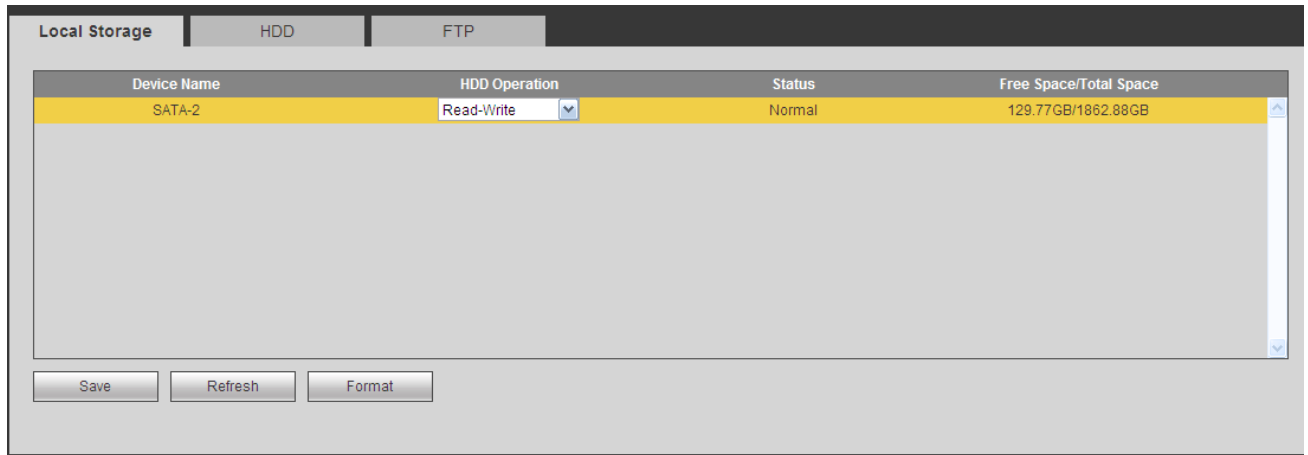 Local Storage HDD FTP
Device Name HDD Operation Status Free Space/Total Space
SATA-2 Read-Write Normal 129.77GB/1862.88GB
Save Refresh Format